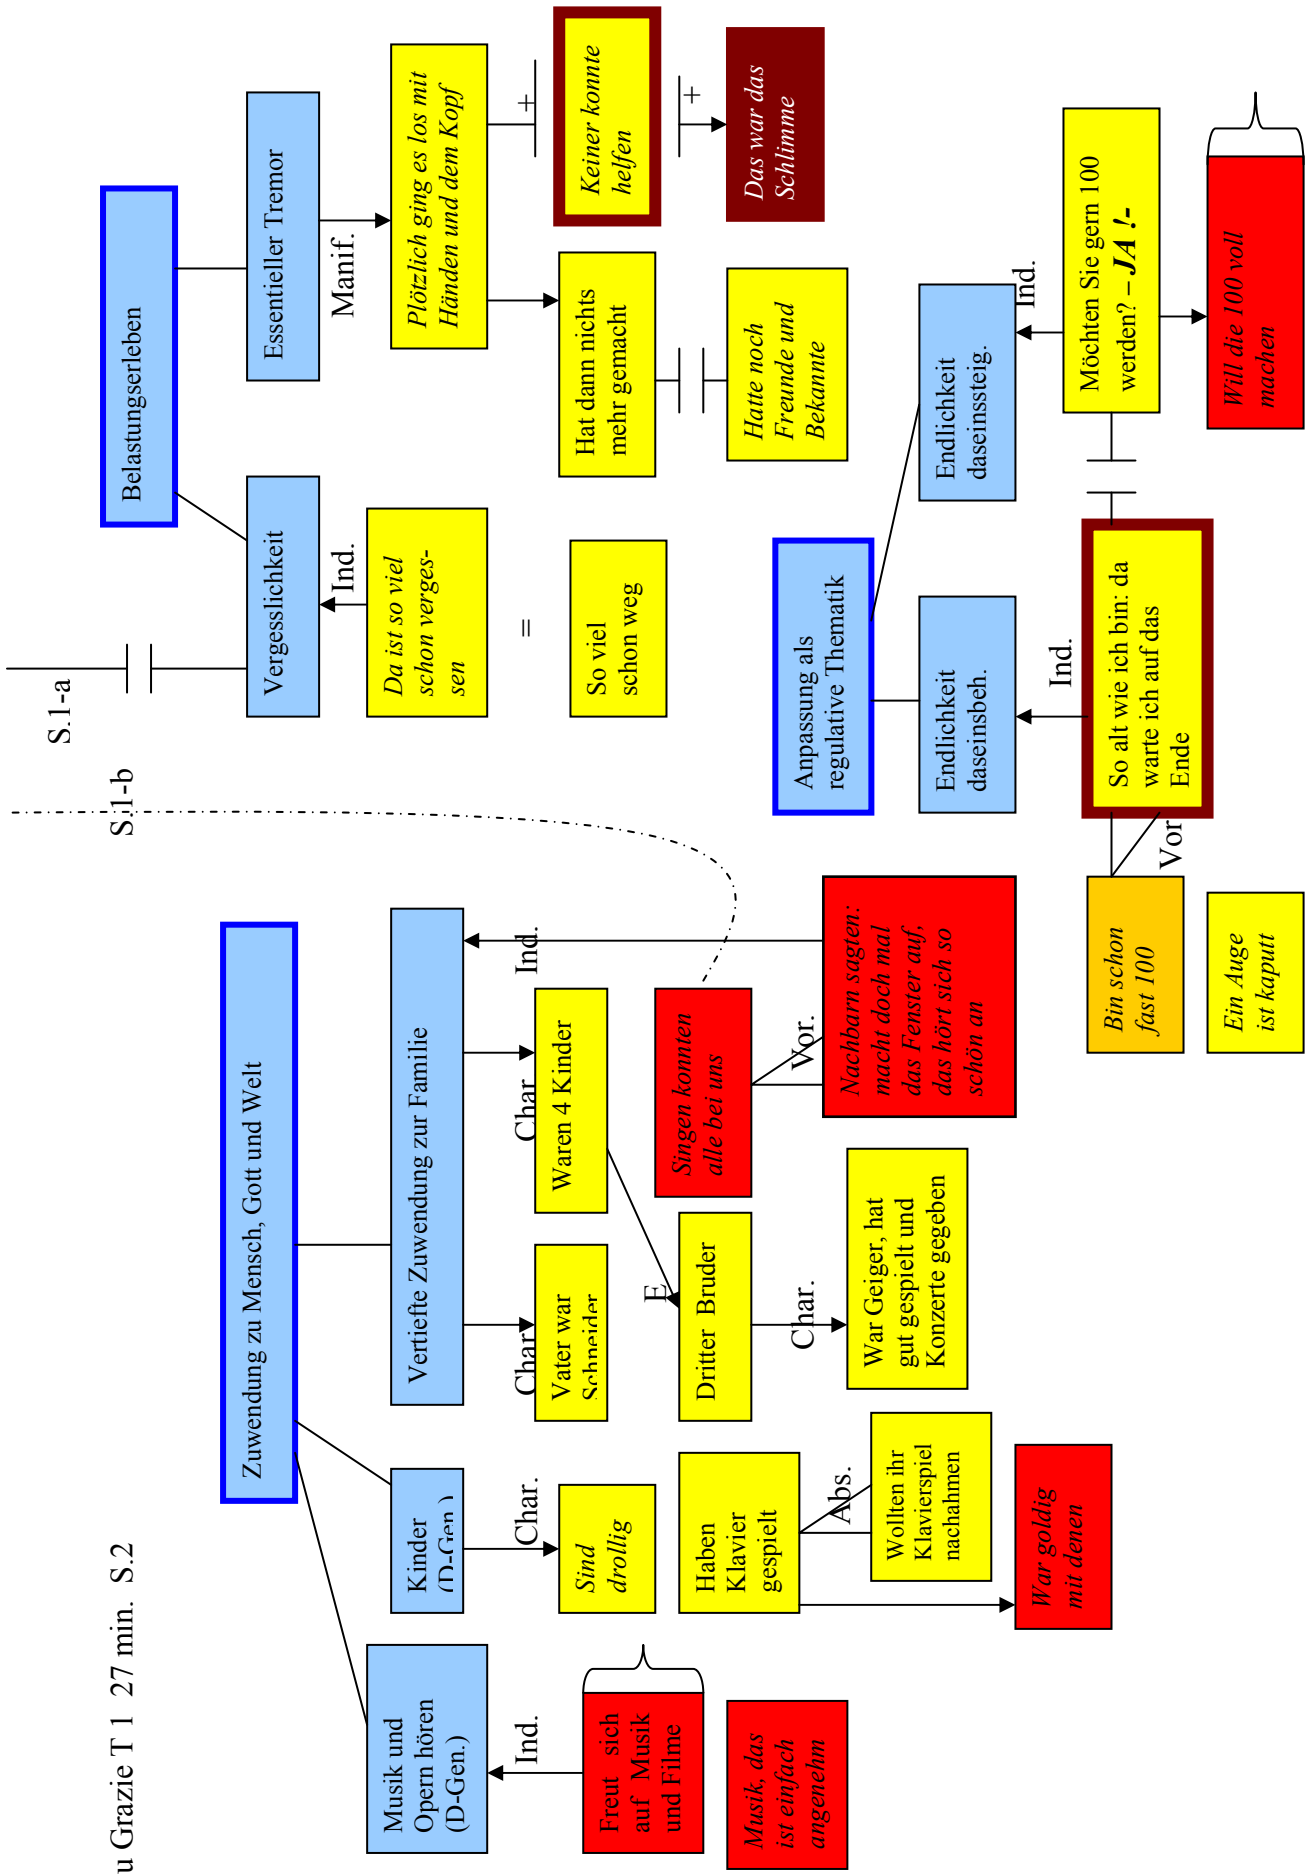 u Grazie T 1 27 min. S.2
S.1-b
S.1-a
Zuwendung zu Mensch, Gott und Welt
Musik und
Opern hören
(D-Gen.)
Ind.
Freut sich
auf Musik
und Filme
Musik, das
ist einfach
angenehm
Kinder
(D-Gen.)
Char.
Sind
drollig
Haben
Klavier
gespielt
Abs.
Wollten ihr
Klavierspiel
nachahmen
War goldig
mit denen
Vertiefte Zuwendung zur Familie
Char
Vater war
Schneider
Char
Waren 4 Kinder
Ind.
E
Dritter Bruder
Char.
War Geiger, hat
gut gespielt und
Konzerte gegeben
Singen konnten
alle bei uns
Vor.
Nachbarn sagten:
macht doch mal
das Fenster auf,
das hört sich so
schön an
Belastungserleben
Vergesslichkeit
Ind.
Da ist so viel
schon verges-
sen
=
So viel
schon weg
Essentieller Tremor
Manif.
Plötzlich ging es los mit
Händen und dem Kopf
Hat dann nichts
mehr gemacht
Hatte noch
Freunde und
Bekannte
+
Keiner konnte
helfen
+
Das war das
Schlimme
Anpassung als
regulative Thematik
Endlichkeit
daseinsbeh.
Ind.
So alt wie ich bin: da
warte ich auf das
Ende
Vor
Bin schon
fast 100
Ein Auge
ist kaputt
Endlichkeit
daseinssteig.
Ind.
Möchten Sie gern 100
werden? – JA !-
Will die 100 voll
machen